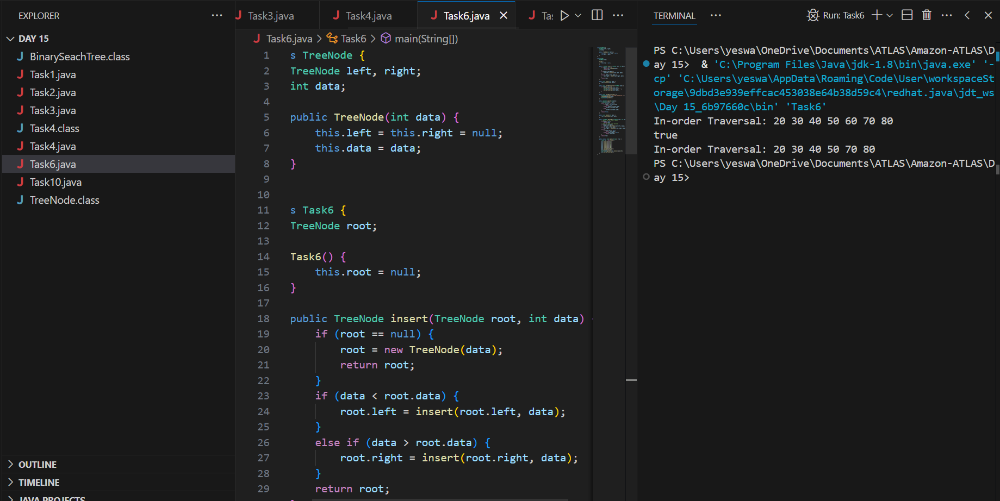 EXPLORER
DAY 15
BinarySeachTree.class
Task1.java
Task2.java
Task3.java
Task4.class
Task4.java
Task6.java
Task10.java
TreeNode.class
OUTLINE
TIMELINE
JAVA PROJECTS
Task3.java
Task4.java
Task6.java
Tas
Task6.java > Task6 > main(String[])
1 s TreeNode {
2 TreeNode left, right;
3 int data;
4
5 public TreeNode(int data) {
6 this.left = this.right = null;
7 this.data = data;
8 }
9
10
11 s Task6 {
12 TreeNode root;
13
14 Task6() {
15 this.root = null;
16 }
17
18 public TreeNode insert(TreeNode root, int data)
19 if (root == null) {
20 root = new TreeNode(data);
21 return root;
22 }
23 if (data < root.data) {
24 root.left = insert(root.left, data);
25 }
26 else if (data > root.data) {
27 root.right = insert(root.right, data);
28 }
29 return root;
TERMINAL
Run: Task6
PS C:\Users\yeswa\OneDrive\Documents\ATLAS\Amazon-ATLAS\D
ay 15> & 'C:\Program Files\Java\jdk-1.8\bin\java.exe' '-
cp' 'C:\Users\yeswa\AppData\Roaming\Code\User\workspaceSt
orage\9dbd3e939effcac453038e64b38d59c4\redhat.java\jdt_ws
\Day 15_6b97660c\bin' 'Task6'
In-order Traversal: 20 30 40 50 60 70 80
true
In-order Traversal: 20 30 40 50 70 80
PS C:\Users\yeswa\OneDrive\Documents\ATLAS\Amazon-ATLAS\D
ay 15>